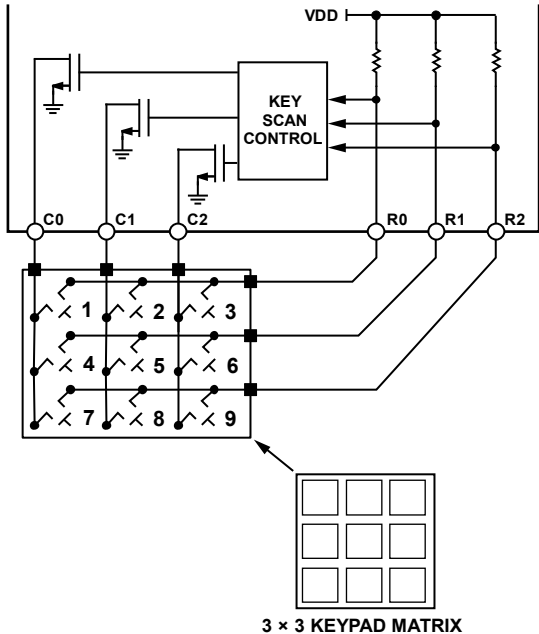 VDD
KEY
SCAN
CONTROL
C0 C1 C2 R0 R1 R2
1 2 3
4 5 6
7 8 9
3 × 3 KEYPAD MATRIX